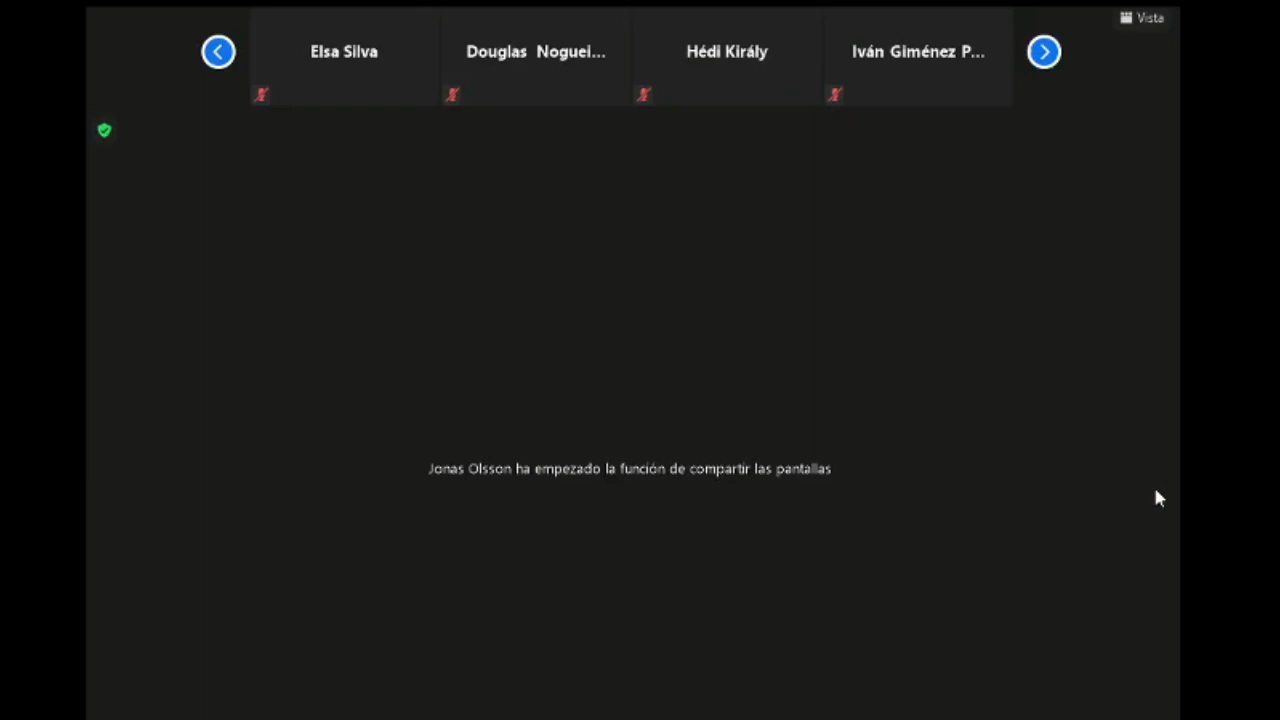 Vista
Elsa Silva
Douglas Noguei...
Hédi Király
Iván Giménez P...
Jonas Olsson ha empezado la función de compartir las pantallas